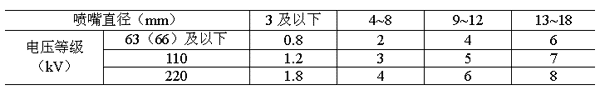 喷嘴直径（mm） 3 及以下 4~8 9~12 13~18
电压等级（kV） 63（66）及以下 0.8 2 4 6
110 1.2 3 5 7
220 1.8 4 6 8